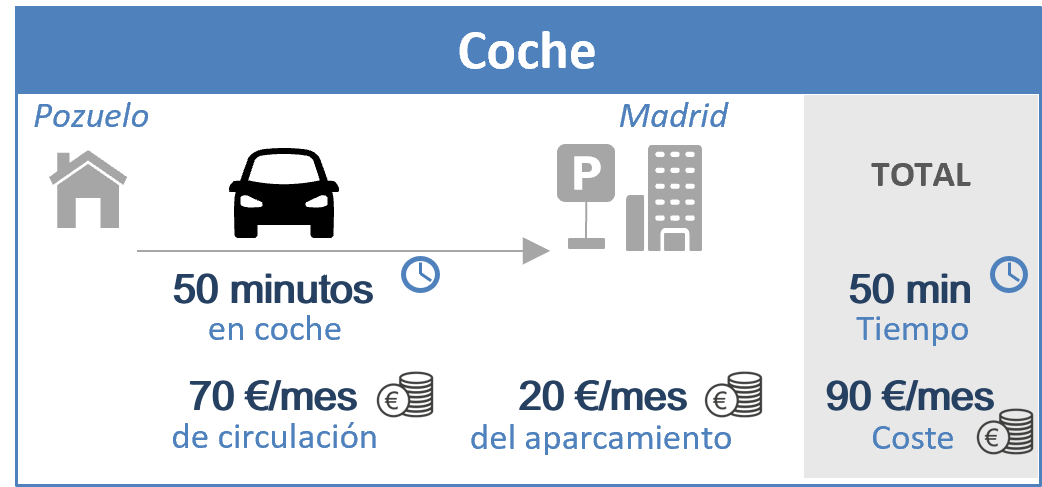 Coche
Pozuelo
Madrid
P
TOTAL
50 minutos
en coche
50 min
Tiempo
70 €/mes
€
de circulación
20 €/mes
€
del aparcamiento
90 €/mes
Coste
€